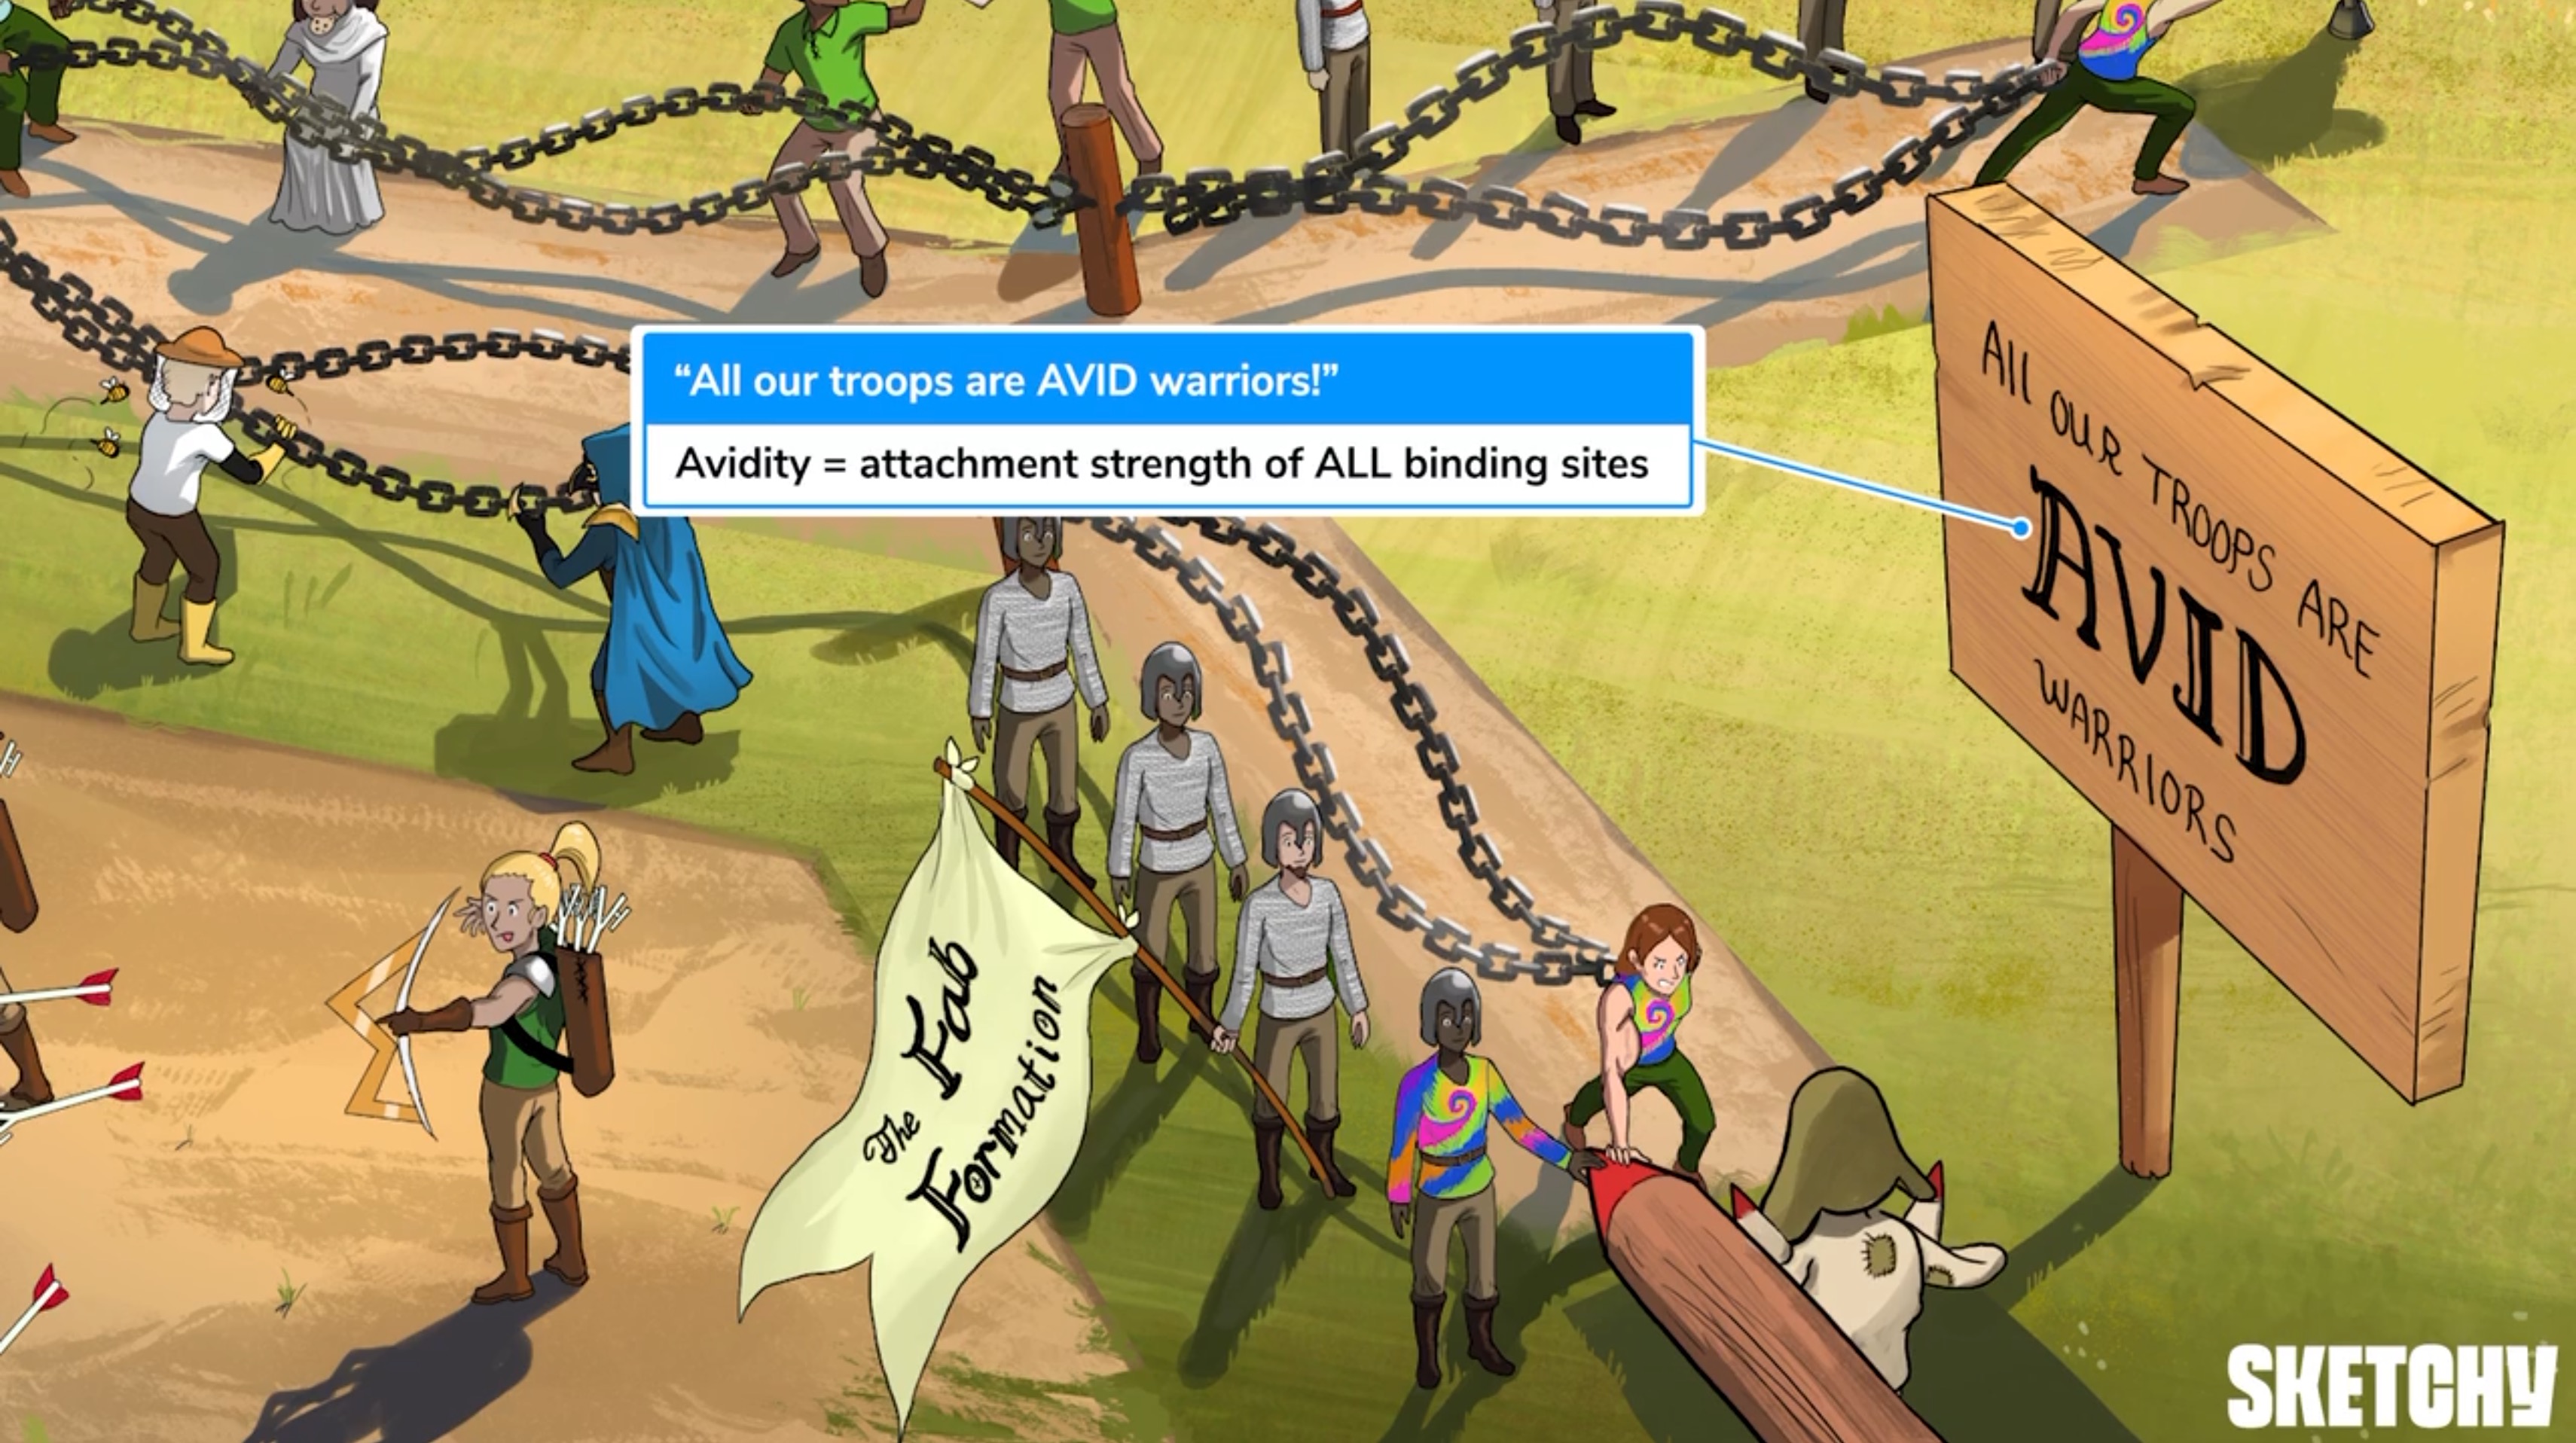 “All our troops are AVID warriors!”
Avidity = attachment strength of ALL binding sites
All OUR TROOPS ARE
AVID
WARRIORS
The Fab
Formation
SKETCHY